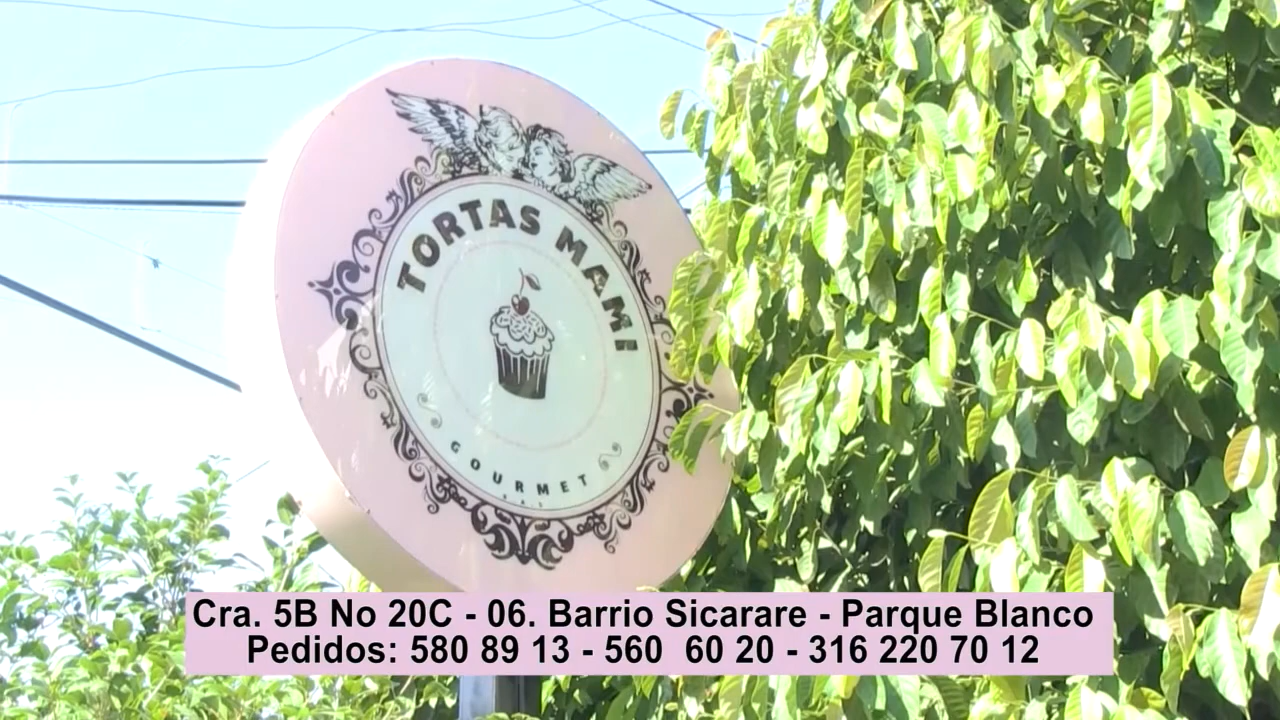 TORTAS MAMI
GOURMET
Cra. 5B No 20C - 06. Barrio Sicarare - Parque Blanco
Pedidos: 580 89 13 - 560 60 20 - 316 220 70 12